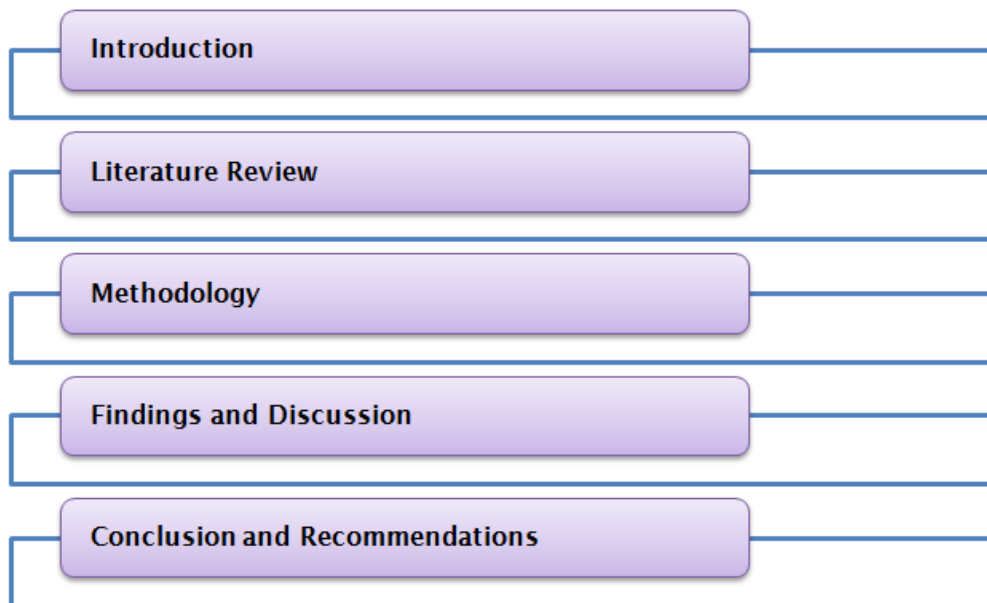 Introduction
Literature Review
Methodology
Findings and Discussion
Conclusion and Recommendations